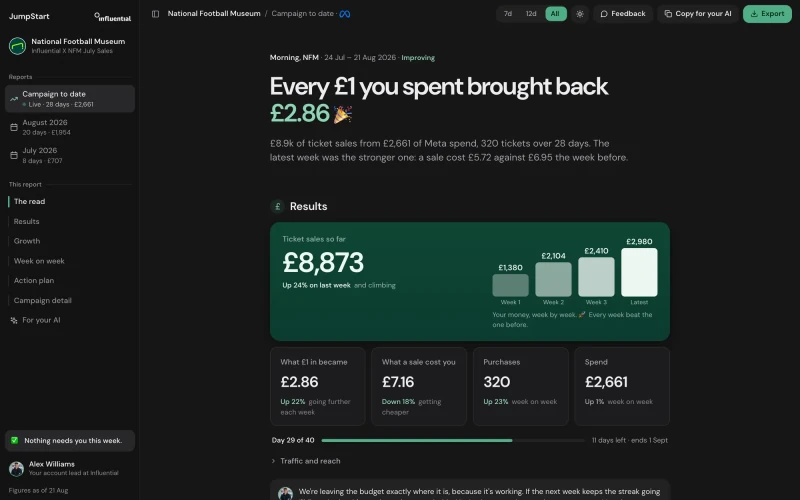 JumpStart
influential
National Football Museum
Influential X NFM July Sales
Reports
Campaign to date
Live · 28 days · £2,661
August 2026
20 days · £1,954
July 2026
8 days · £707
This report
The read
Results
Growth
Week on week
Action plan
Campaign detail
For your AI
Nothing needs you this week.
Alex Williams
Your account lead at Influential
Figures as of 21 Aug
National Football Museum / Campaign to date ·
7d 12d All
Feedback
Copy for your AI
Export
Morning, NFM · 24 Jul – 21 Aug 2026 · Improving
Every £1 you spent brought back
£2.86
£8.9k of ticket sales from £2,661 of Meta spend, 320 tickets over 28 days. The
latest week was the stronger one: a sale cost £5.72 against £6.95 the week before.
£ Results
Ticket sales so far
£8,873
Up 24% on last week and climbing
£1,380
£2,104
£2,410
£2,980
Week 1
Week 2
Week 3
Latest
Your money, week by week. Every week beat the
one before.
What £1 in became
£2.86
Up 22% going further
each week
What a sale cost you
£7.16
Down 18% getting
cheaper
Purchases
320
Up 23% week on week
Spend
£2,661
Up 1% week on week
Day 29 of 40
11 days left · ends 1 Sept
Traffic and reach
We're leaving the budget exactly where it is, because it's working. If the next week keeps the streak going